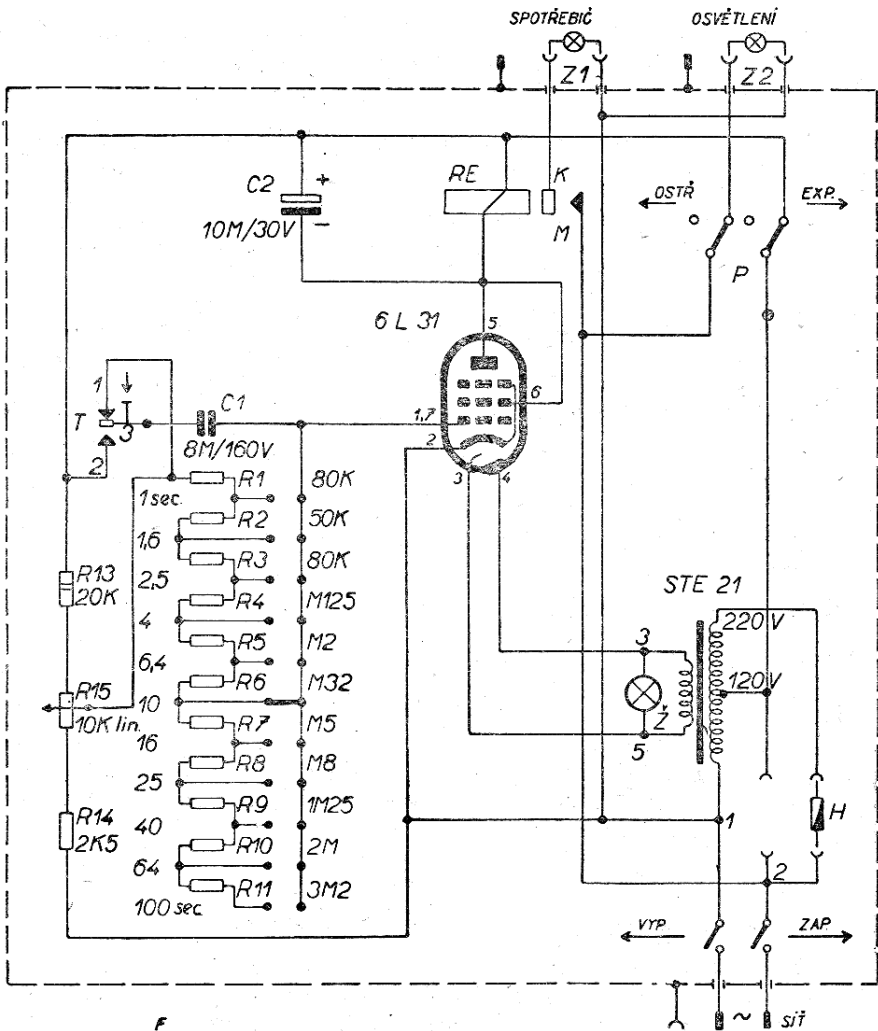 SPOTŘEBIČ
OSVĚTLENÍ
Z1
Z2
C2
+
10M/30V
−
RE
K
M
OSTŘ
EXP.
P
6 L 31
5
6
1,7
2
3
4
1
T
3
2
C1
8M/160V
1 sec.
R1
80K
R2
50K
1,6
R3
80K
2,5
R4
M125
4
R5
M2
6,4
R6
M32
10
R7
M5
16
R8
M8
25
R9
1M25
40
R10
2M
64
R11
3M2
100 sec.
R13
20K
R15
10K lin.
R14
2K5
STE 21
220 V
120V
3
Ž
5
1
H
2
VYP.
ZAP.
~
síť
F